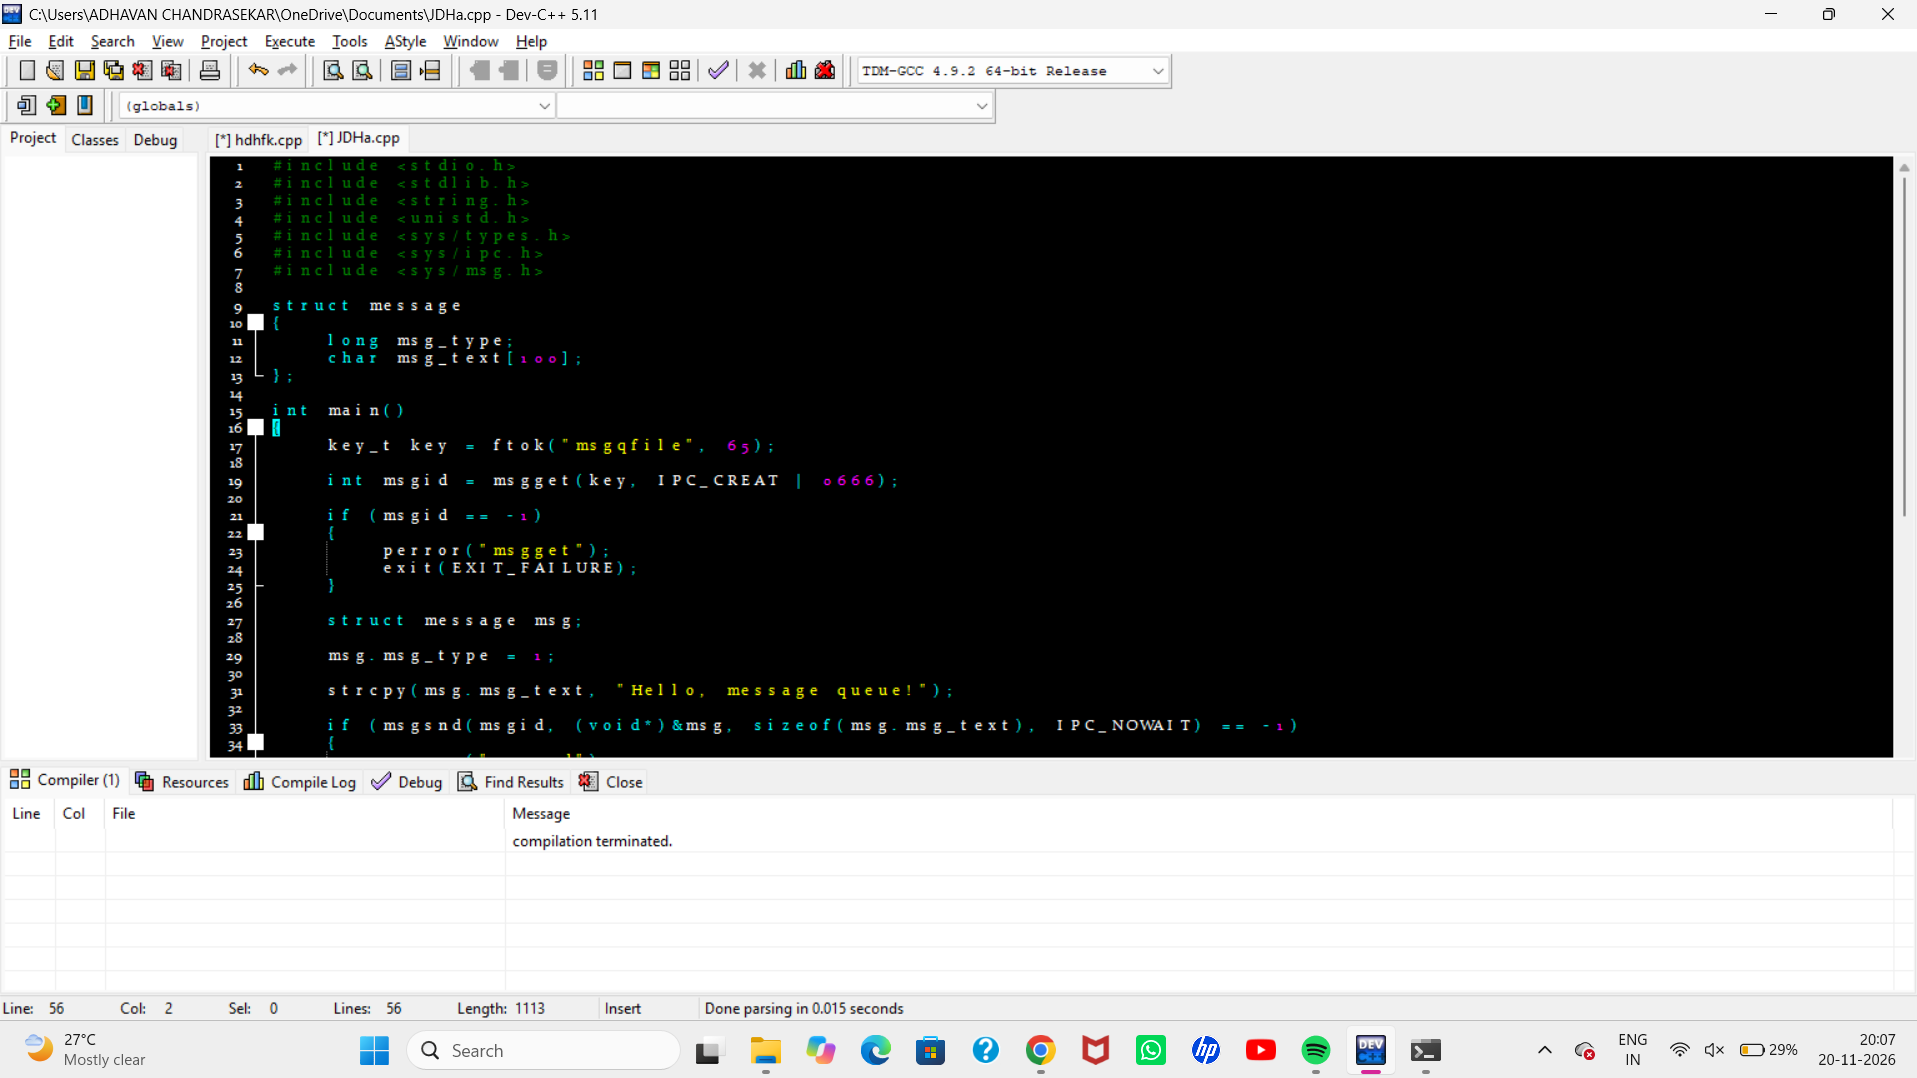 C:\Users\ADHAVAN CHANDRASEKAR\OneDrive\Documents\JDHa.cpp - Dev-C++ 5.11
File Edit Search View Project Execute Tools AStyle Window Help
TDM-GCC 4.9.2 64-bit Release
(globals)
Project Classes Debug
[*] hdhfk.cpp [*] JDHa.cpp
1 #include <stdio.h>
2 #include <stdlib.h>
3 #include <string.h>
4 #include <unistd.h>
5 #include <sys/types.h>
6 #include <sys/ipc.h>
7 #include <sys/msg.h>
8
9 struct message
10 {
11 long msg_type;
12 char msg_text[100];
13 };
14
15 int main()
16 {
17 key_t key = ftok("msgqfile", 65);
18
19 int msgid = msgget(key, IPC_CREAT | 0666);
20
21 if (msgid == -1)
22 {
23 perror("msgget");
24 exit(EXIT_FAILURE);
25 }
26
27 struct message msg;
28
29 msg.msg_type = 1;
30
31 strcpy(msg.msg_text, "Hello, message queue!");
32
33 if (msgsnd(msgid, (void*)&msg, sizeof(msg.msg_text), IPC_NOWAIT) == -1)
34 {
Compiler (1) Resources Compile Log Debug Find Results Close
Line Col File Message
compilation terminated.
Line: 56 Col: 2 Sel: 0 Lines: 56 Length: 1113 Insert Done parsing in 0.015 seconds
27°C
Mostly clear
Search
DEV
C++
hp
ENG
IN
29%
20:07
20-11-2026